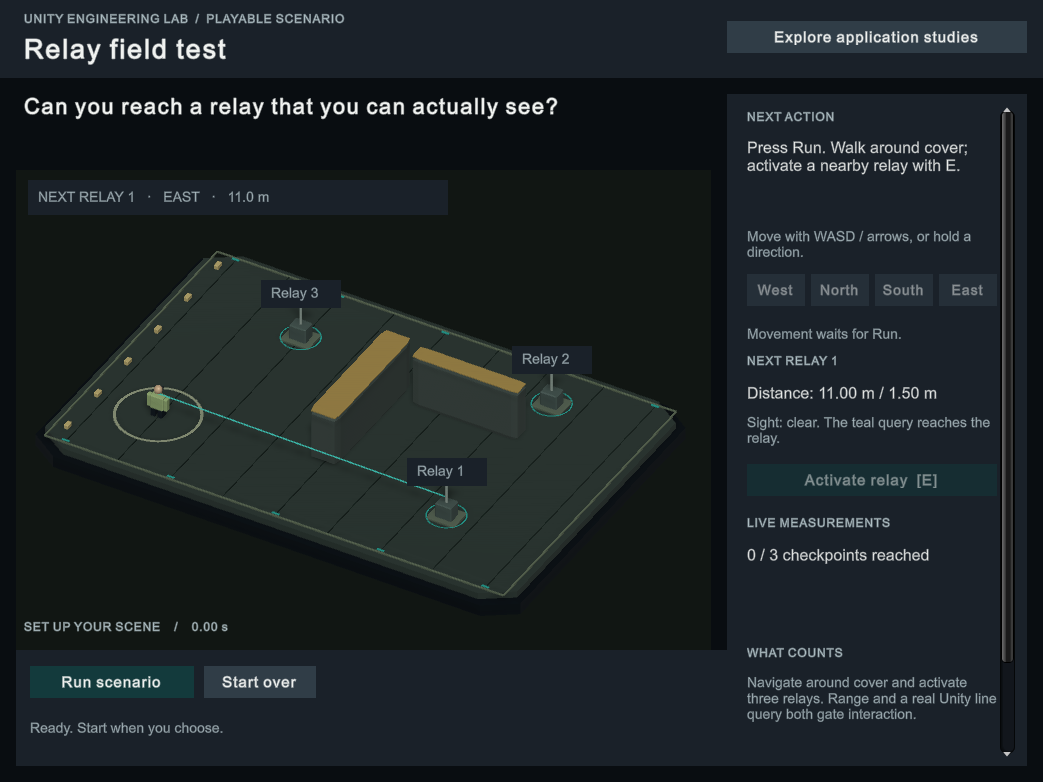 UNITY ENGINEERING LAB / PLAYABLE SCENARIO
Relay field test
Explore application studies
Can you reach a relay that you can actually see?
NEXT RELAY 1 · EAST · 11.0 m
Relay 3
Relay 2
Relay 1
SET UP YOUR SCENE / 0.00 s
Run scenario
Start over
Ready. Start when you choose.
NEXT ACTION
Press Run. Walk around cover;
activate a nearby relay with E.
Move with WASD / arrows, or hold a
direction.
West North South East
Movement waits for Run.
NEXT RELAY 1
Distance: 11.00 m / 1.50 m
Sight: clear. The teal query reaches the
relay.
Activate relay [E]
LIVE MEASUREMENTS
0 / 3 checkpoints reached
WHAT COUNTS
Navigate around cover and activate
three relays. Range and a real Unity line
query both gate interaction.